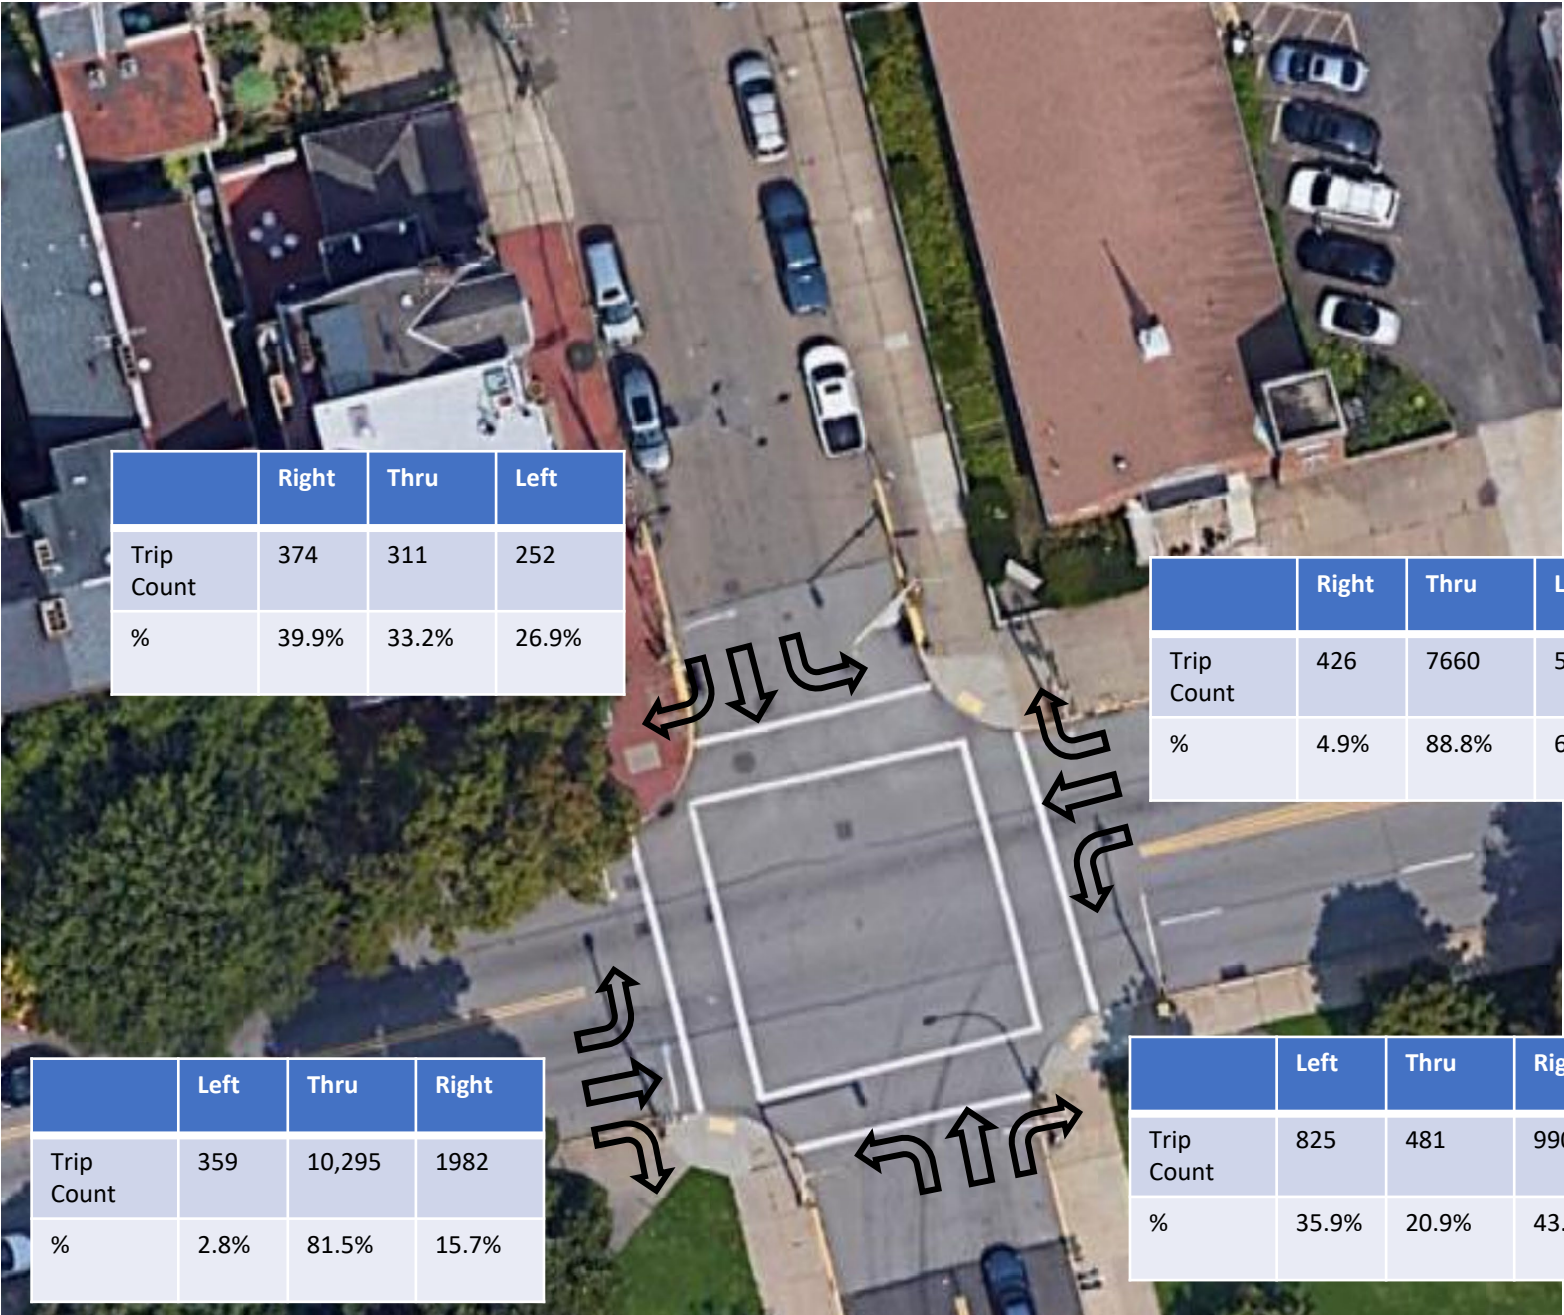 Right Thru Left
Trip Count 374 311 252
% 39.9% 33.2% 26.9%
Right Thru
Trip Count 426 7660
% 4.9% 88.8%
Left Thru Right
Trip Count 359 10,295 1982
% 2.8% 81.5% 15.7%
Left Thru
Trip Count 825 481
% 35.9% 20.9%